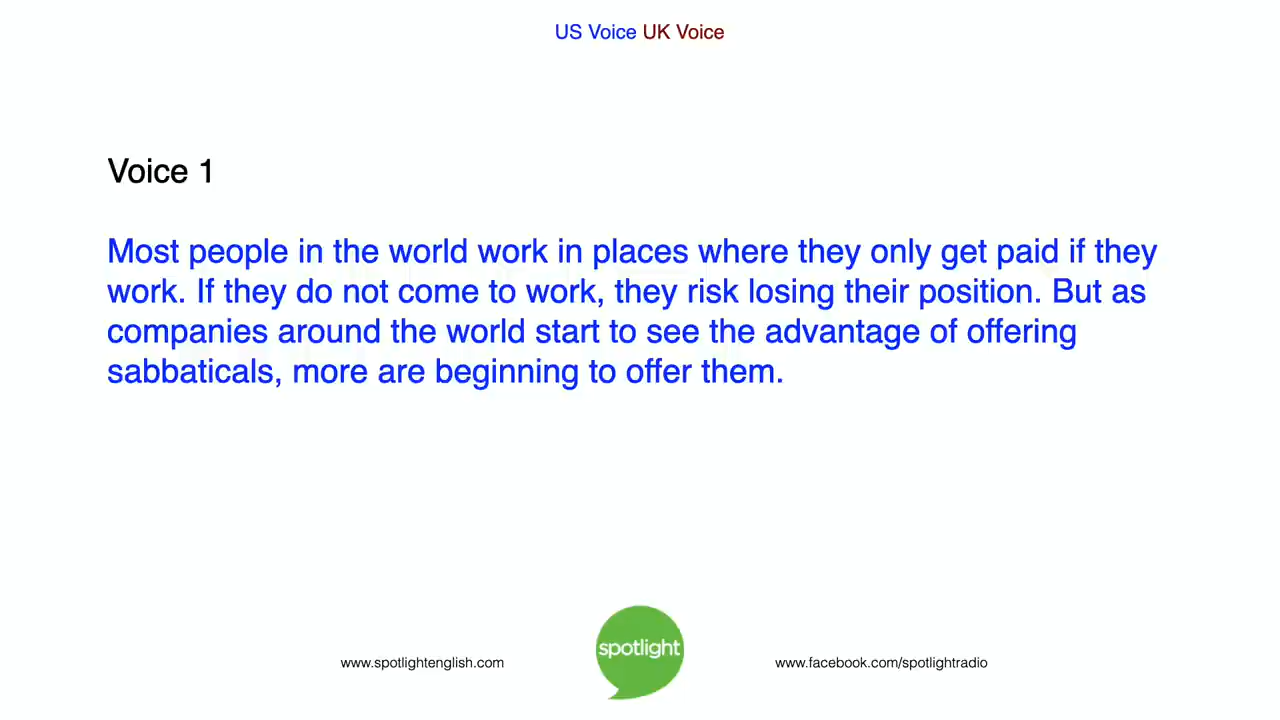 US Voice UK Voice
Voice 1
Most people in the world work in places where they only get paid if they
work. If they do not come to work, they risk losing their position. But as
companies around the world start to see the advantage of offering
sabbaticals, more are beginning to offer them.
www.spotlightenglish.com
spotlight
www.facebook.com/spotlightradio